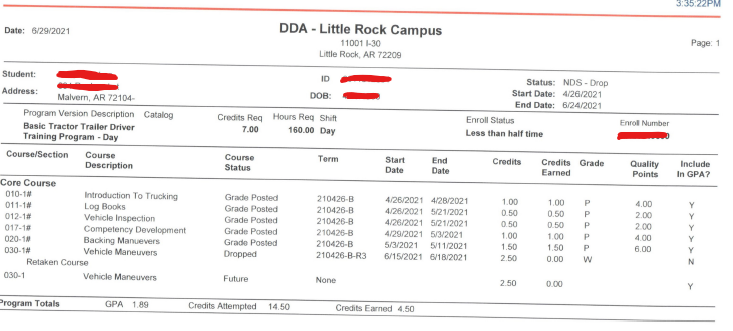 3:35:22PM
Date: 6/29/2021
DDA - Little Rock Campus
11001 I-30
Little Rock, AR 72209
Page: 1
Student:
Address:
Malvern, AR 72104-
ID
DOB:
Status: NDS - Drop
Start Date: 4/26/2021
End Date: 6/24/2021
Program Version Description Catalog Credits Req Hours Req Shift Enroll Status Enroll Number
Basic Tractor Trailer Driver 7.00 160.00 Day Less than half time
Training Program - Day
Course/Section Course Description Course Status Term Start Date End Date Credits Credits Earned Grade Quality Points Include In GPA?
Core Course
010-1# Introduction To Trucking Grade Posted 210426-B 4/26/2021 4/28/2021 1.00 1.00 P 4.00 Y
011-1# Log Books Grade Posted 210426-B 4/26/2021 5/21/2021 0.50 0.50 P 2.00 Y
012-1# Vehicle Inspection Grade Posted 210426-B 4/26/2021 5/21/2021 0.50 0.50 P 2.00 Y
017-1# Competency Development Grade Posted 210426-B 4/29/2021 5/3/2021 1.00 1.00 P 4.00 Y
020-1# Backing Manuevers Grade Posted 210426-B 5/3/2021 5/11/2021 1.50 1.50 P 6.00 Y
030-1# Vehicle Maneuvers Dropped 210426-B-R3 6/15/2021 6/18/2021 2.50 0.00 W N
Retaken Course
030-1 Vehicle Maneuvers Future None 2.50 0.00 Y
Program Totals GPA 1.89 Credits Attempted 14.50 Credits Earned 4.50